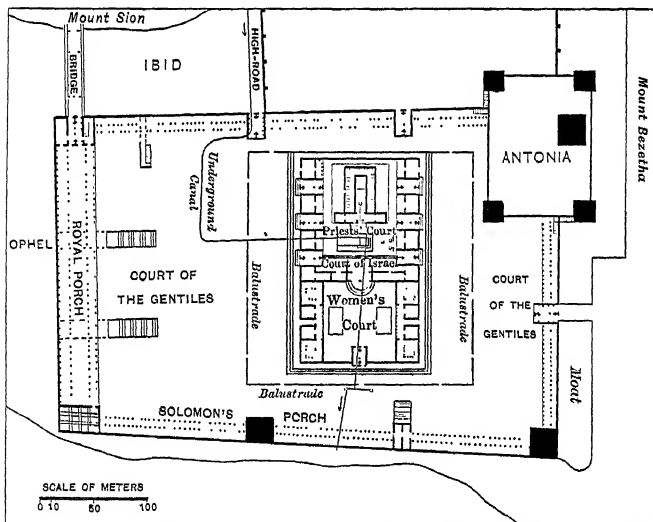 Mount Sion
BRIDGE
IBID
HIGH-ROAD
Mount Bezetha
ANTONIA
Underground
Canal
Priests' Court
Court of Israel
Women's
Court
OPHEL
ROYAL PORCH
COURT OF
THE GENTILES
Balustrade
Balustrade
COURT
OF THE
GENTILES
Moat
Balustrade
SOLOMON'S
PORCH
SCALE OF METERS
0 10 50 100